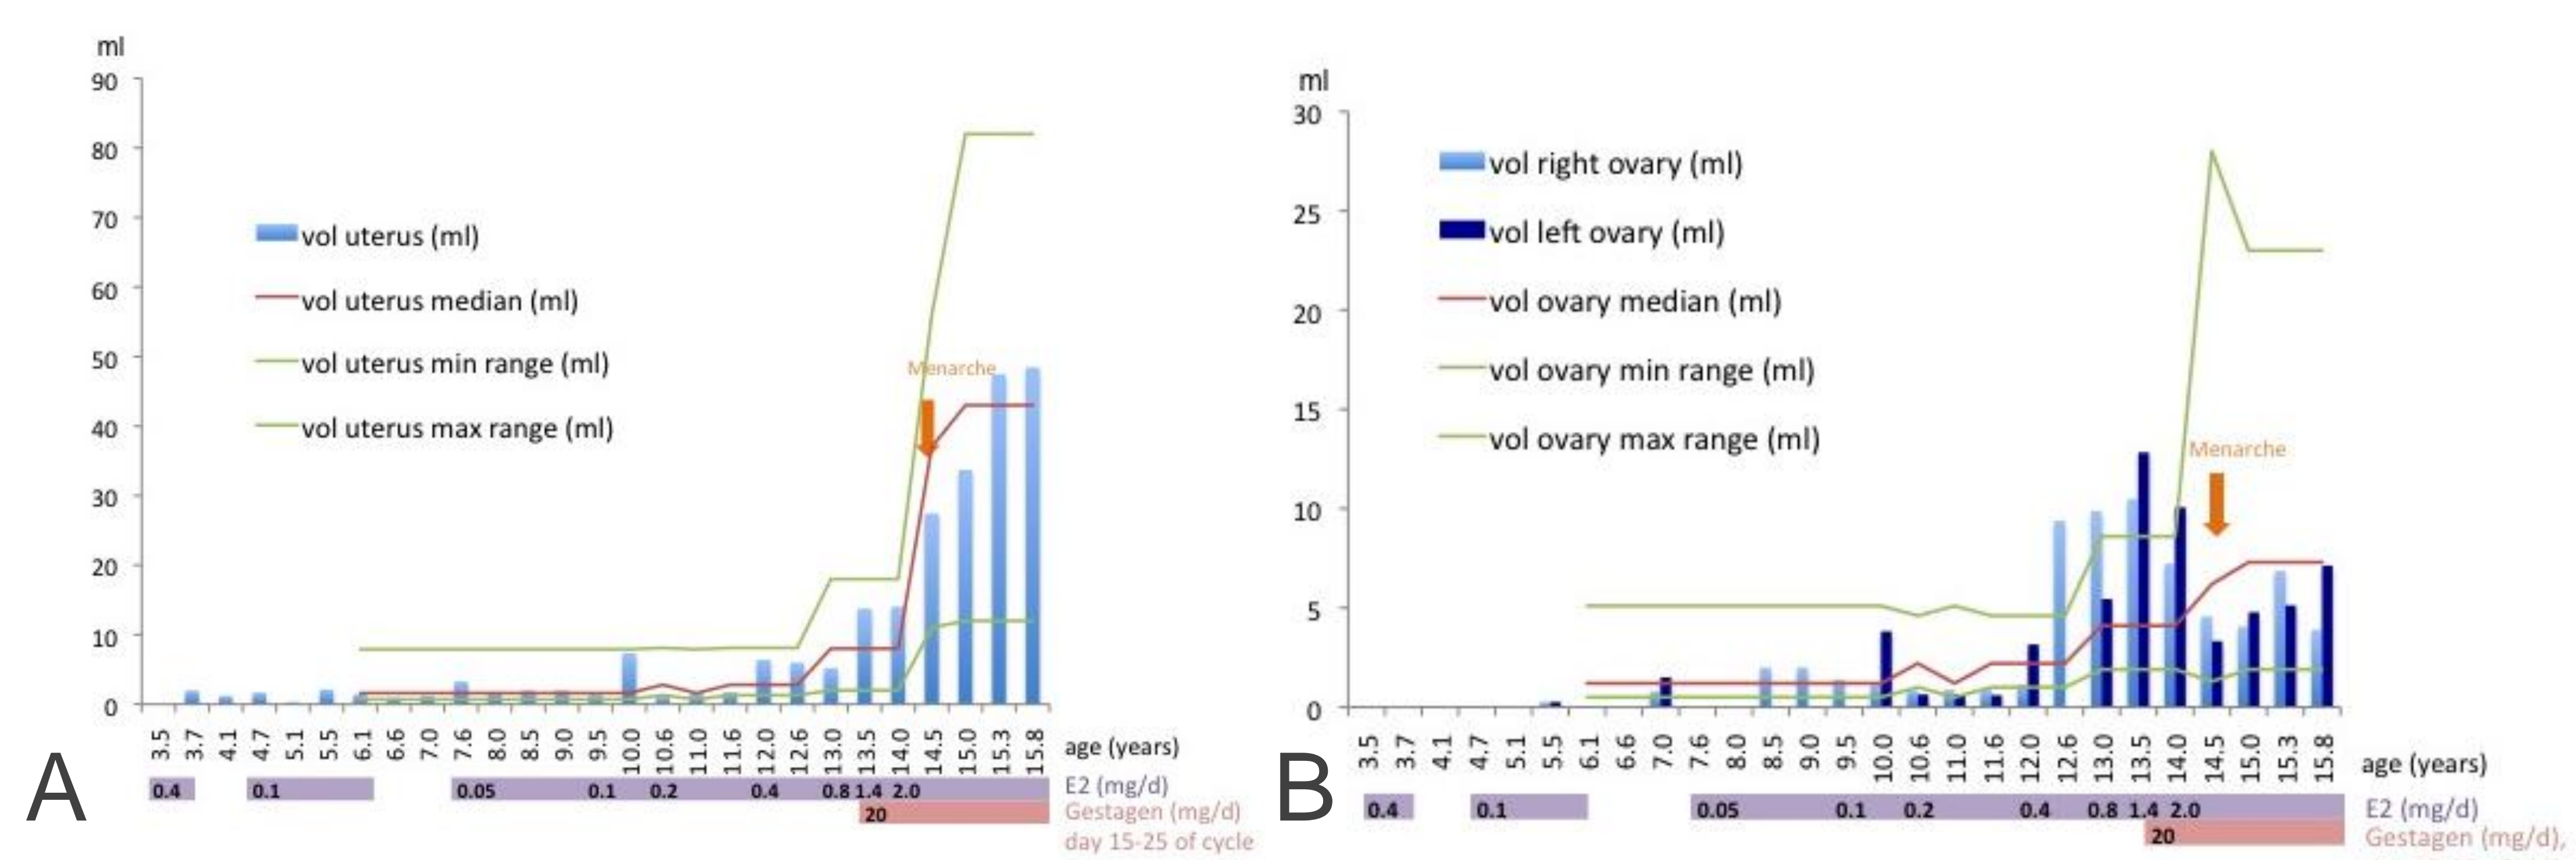 ml
90
80
70
60
50
40
30
20
10
0
vol uterus (ml)
vol uterus median (ml)
vol uterus min range (ml)
vol uterus max range (ml)
Menarche
3.5 3.7 4.1 4.7 5.1 5.5 6.1 6.6 7.0 7.6 8.0 8.5 9.0 9.5 10.0 10.6 11.0 11.6 12.0 12.6 13.0 13.5 14.0 14.5 15.0 15.3 15.8
age (years)
0.4 0.1 0.05 0.1 0.2 0.4 0.8 1.4 2.0
E2 (mg/d)
20
Gestagen (mg/d)
day 15-25 of cycle
A
ml
30
25
20
15
10
5
0
vol right ovary (ml)
vol left ovary (ml)
vol ovary median (ml)
vol ovary min range (ml)
vol ovary max range (ml)
Menarche
3.5 3.7 4.1 4.7 5.1 5.5 6.1 6.6 7.0 7.6 8.0 8.5 9.0 9.5 10.0 10.6 11.0 11.6 12.0 12.6 13.0 13.5 14.0 14.5 15.0 15.3 15.8
age (years)
0.4 0.1 0.05 0.1 0.2 0.4 0.8 1.4 2.0
E2 (mg/d)
20
Gestagen (mg/d),
B